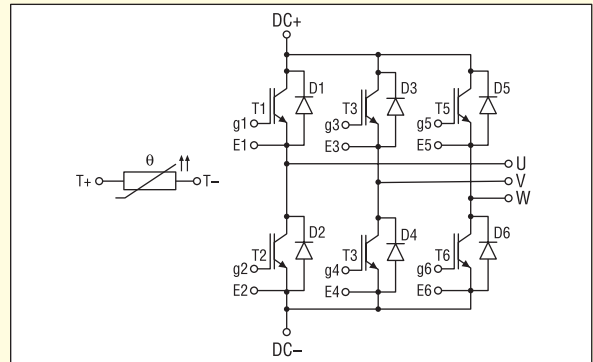 DC+
D1 D3 D5
T1 T3 T5
g1 g3 g5
E1 E3 E5
θ
T+ T–
U
V
W
D2 D4 D6
T2 T3 T6
g2 g4 g6
E2 E4 E6
DC–